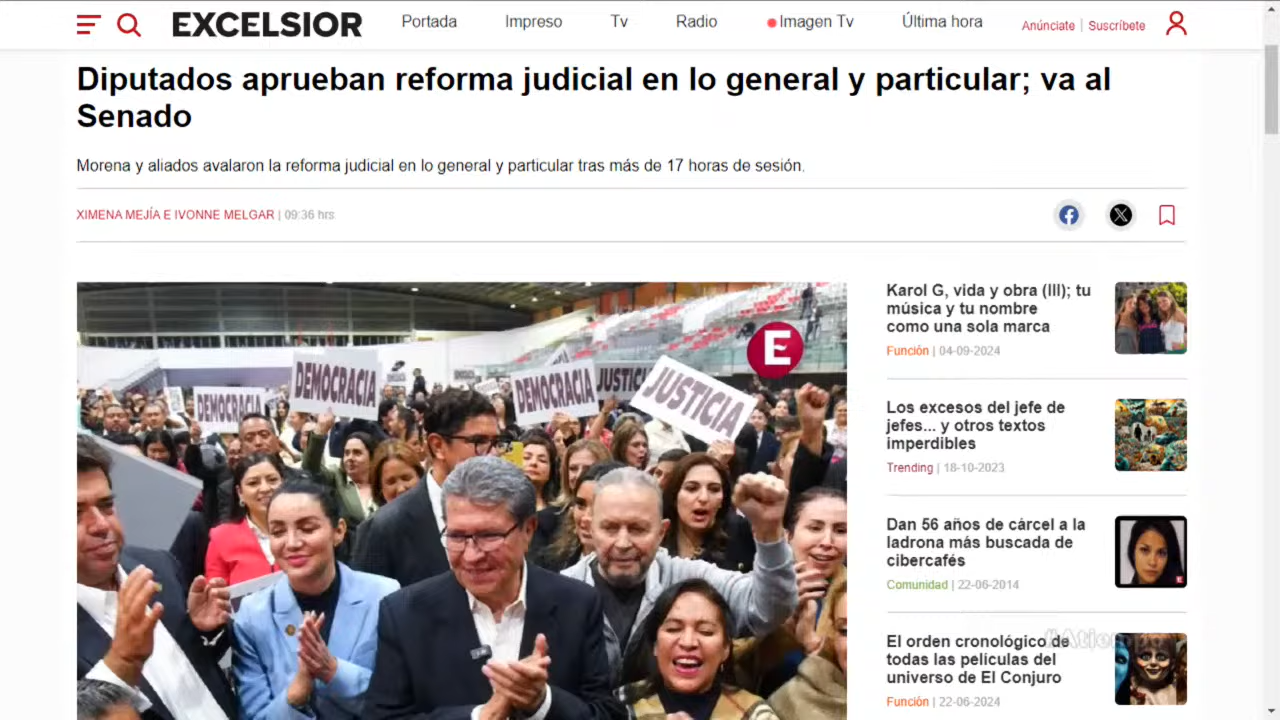 EXCELSIOR
Portada
Impreso
Tv
Radio
Imagen Tv
Última hora
Anúnciate | Suscríbete
Diputados aprueban reforma judicial en lo general y particular; va al
Senado
Morena y aliados avalaron la reforma judicial en lo general y particular tras más de 17 horas de sesión.
XIMENA MEJÍA E IVONNE MELGAR | 09:36 hrs
E
DEMOCRACIA
DEMOCRACIA
DEMOCRACIA
JUSTICIA
Karol G, vida y obra (III); tu
música y tu nombre
como una sola marca
Función | 04-09-2024
Los excesos del jefe de
jefes... y otros textos
imperdibles
Trending | 18-10-2023
Dan 56 años de cárcel a la
ladrona más buscada de
cibercafés
Comunidad | 22-06-2014
El orden cronológico de
todas las películas del
universo de El Conjuro
Función | 22-06-2024